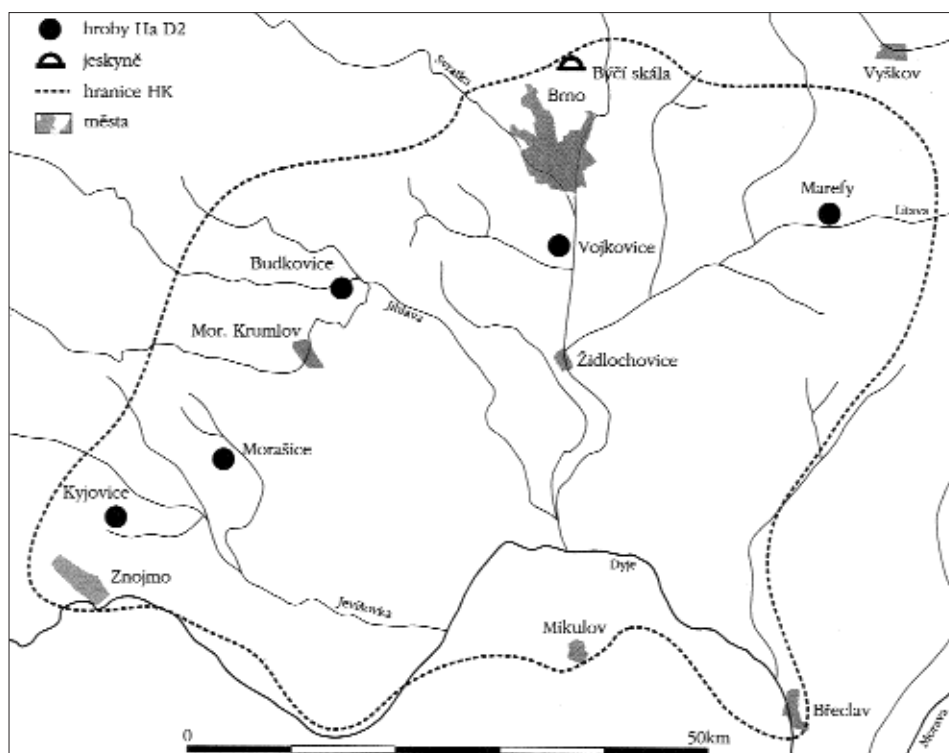 hroby Ha D2
jeskyně
hranice HK
města
Svratka
Býčí skála
Vyškov
Brno
Marefy
Litava
Vojkovice
Budkovice
Jihlava
Mor. Krumlov
Židlochovice
Morašice
Kyjovice
Znojmo
Dyje
Jevišovka
Mikulov
Břeclav
Morava
0
50km